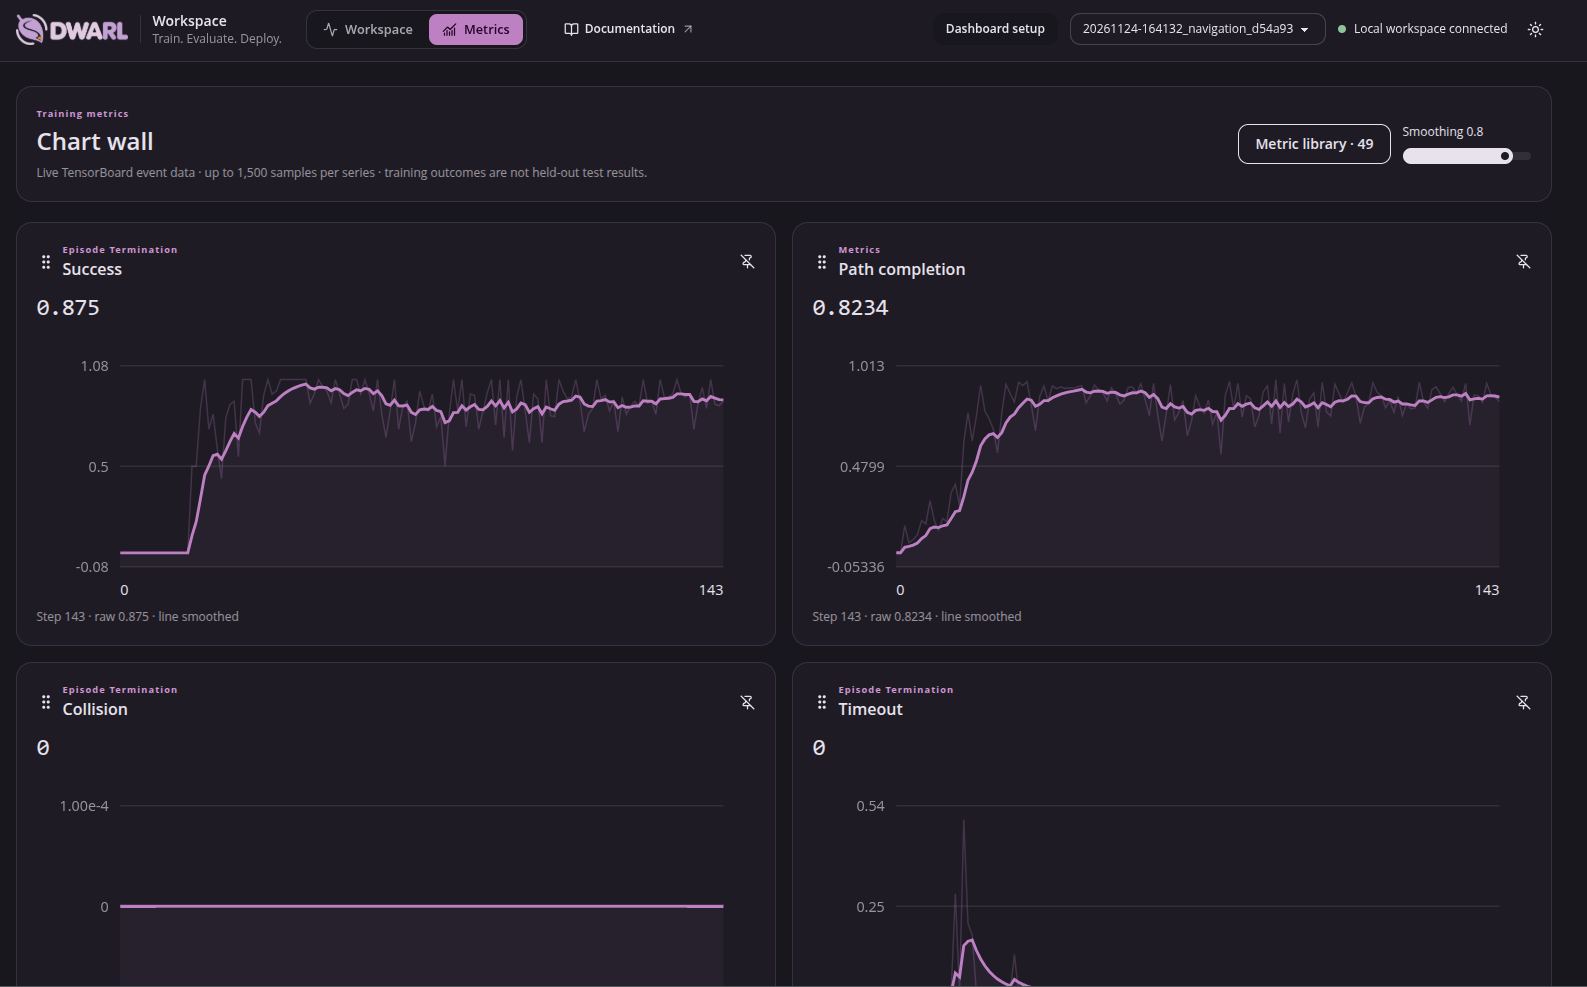 DWARL
Workspace
Train. Evaluate. Deploy.
Workspace
Metrics
Documentation ↗
Dashboard setup
20261124-164132_navigation_d54a93
Local workspace connected
Training metrics
Chart wall
Live TensorBoard event data · up to 1,500 samples per series · training outcomes are not held-out test results.
Metric library · 49
Smoothing 0.8
Episode Termination
Success
0.875
1.08
0.5
-0.08
0
143
Step 143 · raw 0.875 · line smoothed
Metrics
Path completion
0.8234
1.013
0.4799
-0.05336
0
143
Step 143 · raw 0.8234 · line smoothed
Episode Termination
Collision
0
1.00e-4
0
Episode Termination
Timeout
0
0.54
0.25